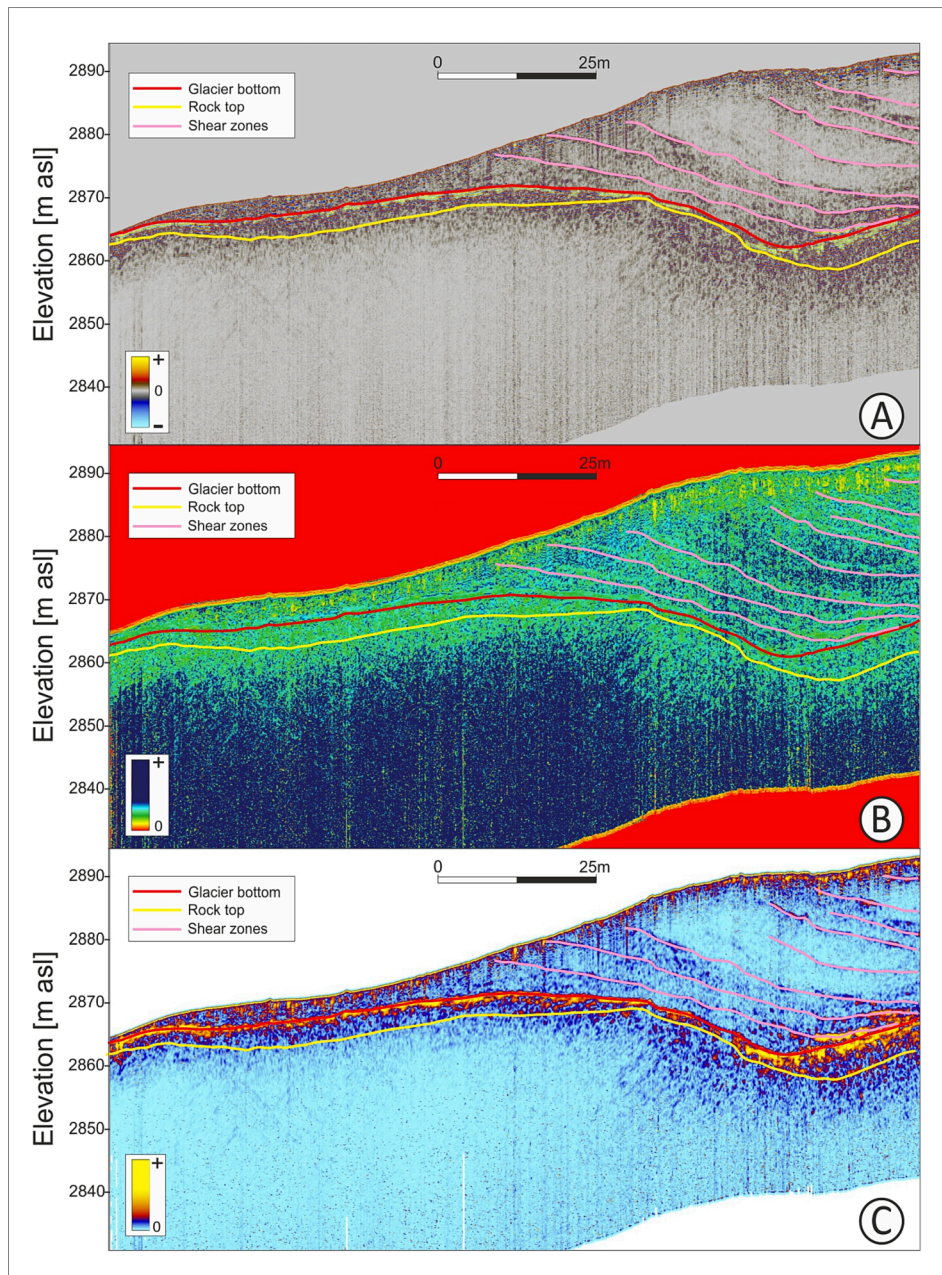 0 25m
2890
Glacier bottom
Rock top
Shear zones
2880
2870
2860
2850
2840
Elevation [m asl]
+
0
-
A
0 25m
2890
Glacier bottom
Rock top
Shear zones
2880
2870
2860
2850
2840
Elevation [m asl]
+
0
B
0 25m
2890
Glacier bottom
Rock top
Shear zones
2880
2870
2860
2850
2840
Elevation [m asl]
+
0
C